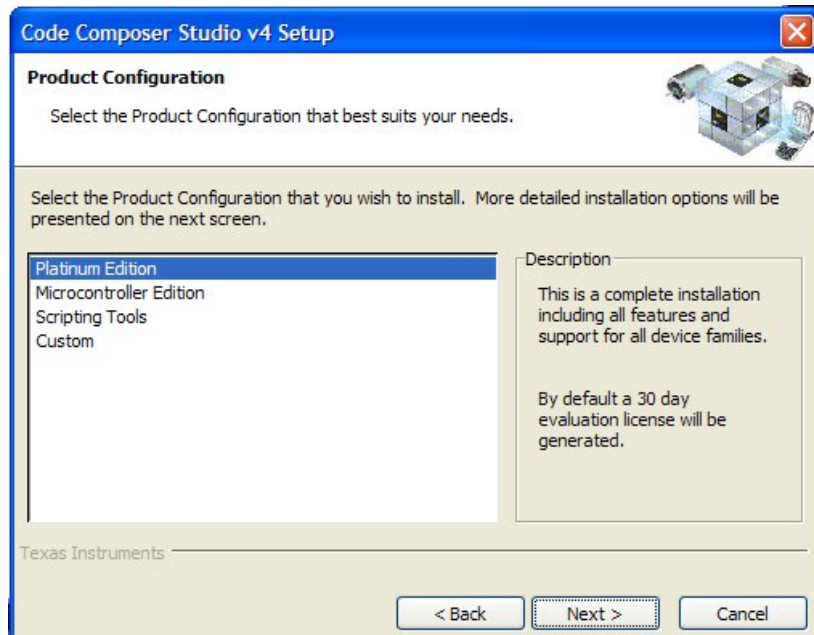 Code Composer Studio v4 Setup
Product Configuration
Select the Product Configuration that best suits your needs.
Select the Product Configuration that you wish to install. More detailed installation options will be
presented on the next screen.
Platinum Edition
Microcontroller Edition
Scripting Tools
Custom
Description
This is a complete installation
including all features and
support for all device families.
By default a 30 day
evaluation license will be
generated.
Texas Instruments
< Back
Next >
Cancel